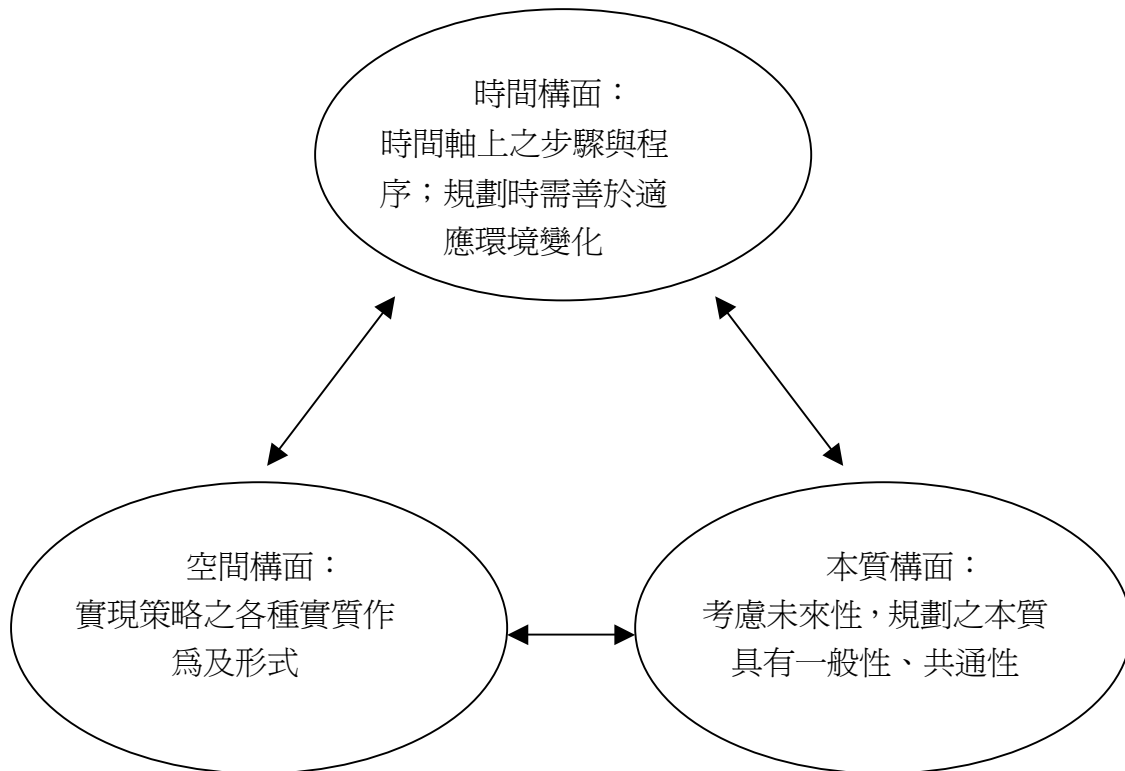 時間構面：
時間軸上之步驟與程
序；規劃時需善於適
應環境變化
空間構面：
實現策略之各種實質作
為及形式
本質構面：
考慮未來性，規劃之本質
具有一般性、共通性